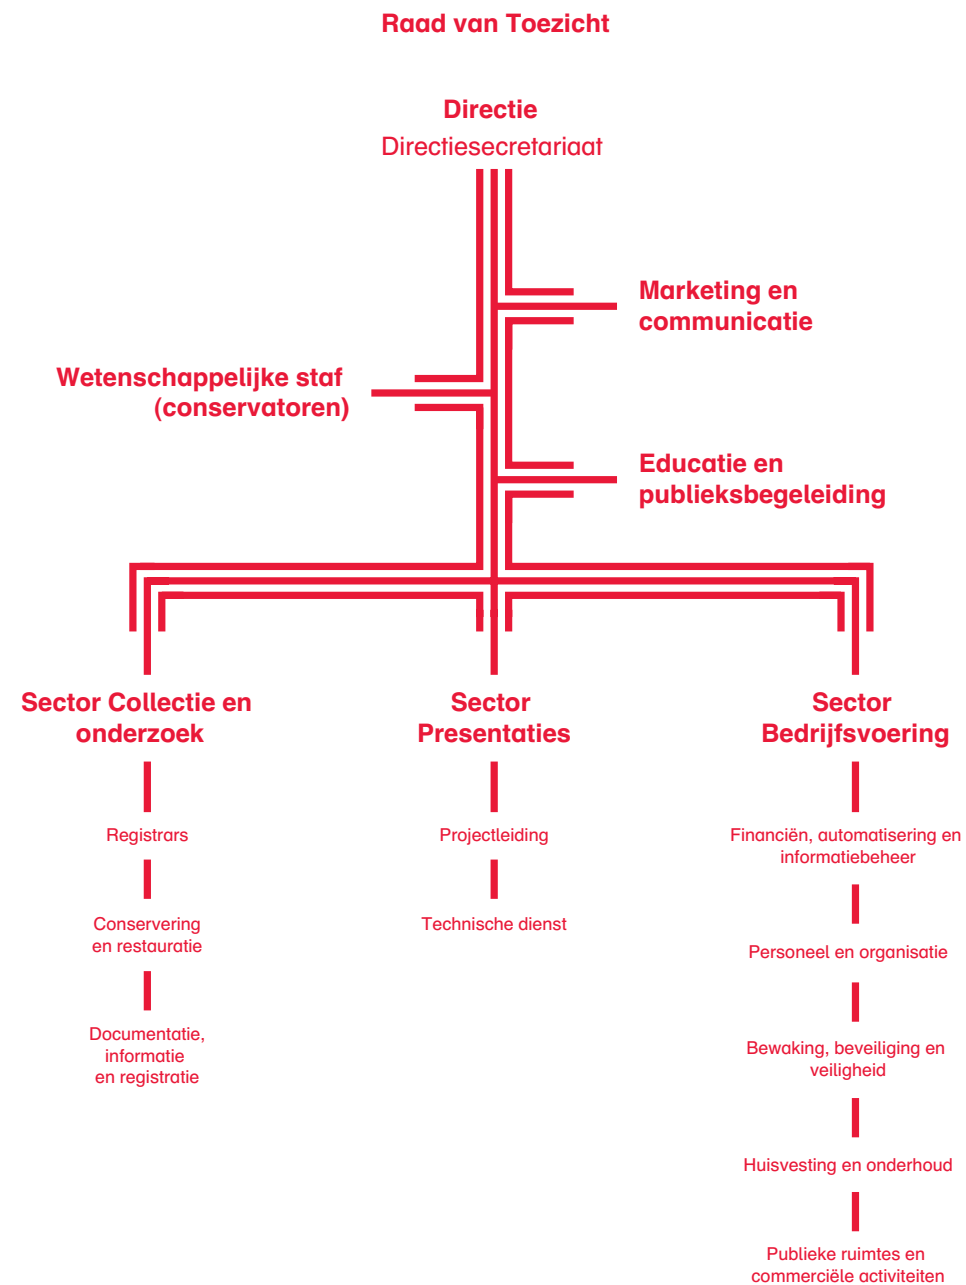 Raad van Toezicht
Directie
Directiesecretariaat
Marketing en
communicatie
Wetenschappelijke staf
(conservatoren)
Educatie en
publieksbegeleiding
Sector Collectie en
onderzoek
Registrars
Conservering
en restauratie
Documentatie,
informatie
en registratie
Sector
Presentaties
Projectleiding
Technische dienst
Sector
Bedrijfsvoering
Financiën, automatisering en
informatiebeheer
Personeel en organisatie
Bewaking, beveiliging en
veiligheid
Huisvesting en onderhoud
Publieke ruimtes en
commerciële activiteiten